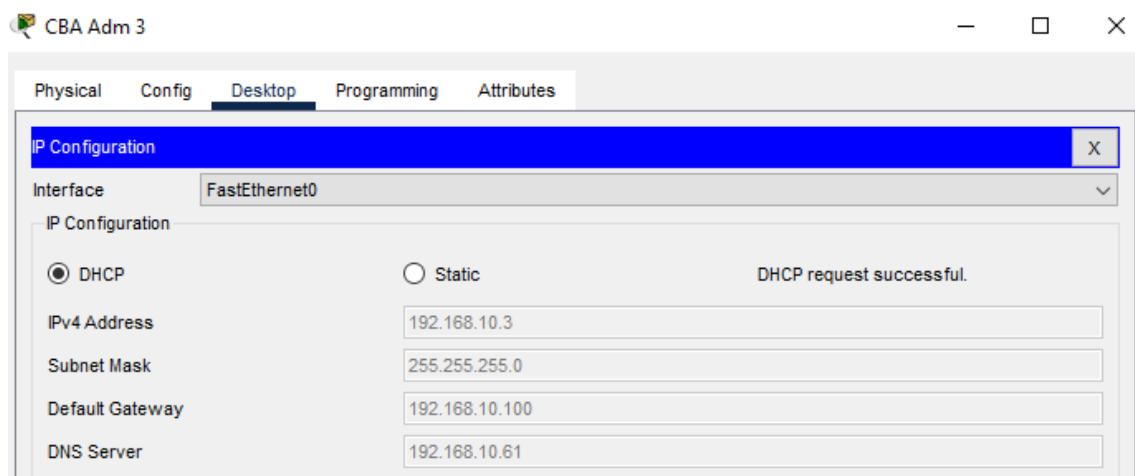 CBA Adm 3
Physical Config Desktop Programming Attributes
IP Configuration X
Interface FastEthernet0
IP Configuration
DHCP Static DHCP request successful.
IPv4 Address 192.168.10.3
Subnet Mask 255.255.255.0
Default Gateway 192.168.10.100
DNS Server 192.168.10.61